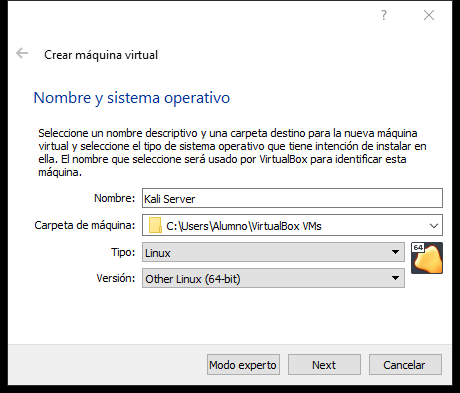 ?
Crear máquina virtual
Nombre y sistema operativo
Seleccione un nombre descriptivo y una carpeta destino para la nueva máquina
virtual y seleccione el tipo de sistema operativo que tiene intención de instalar en
ella. El nombre que seleccione será usado por VirtualBox para identificar esta
máquina.
Nombre: Kali Server
Carpeta de máquina: C:\Users\Alumno\VirtualBox VMs
Tipo: Linux
64
Versión: Other Linux (64-bit)
Modo experto Next Cancelar